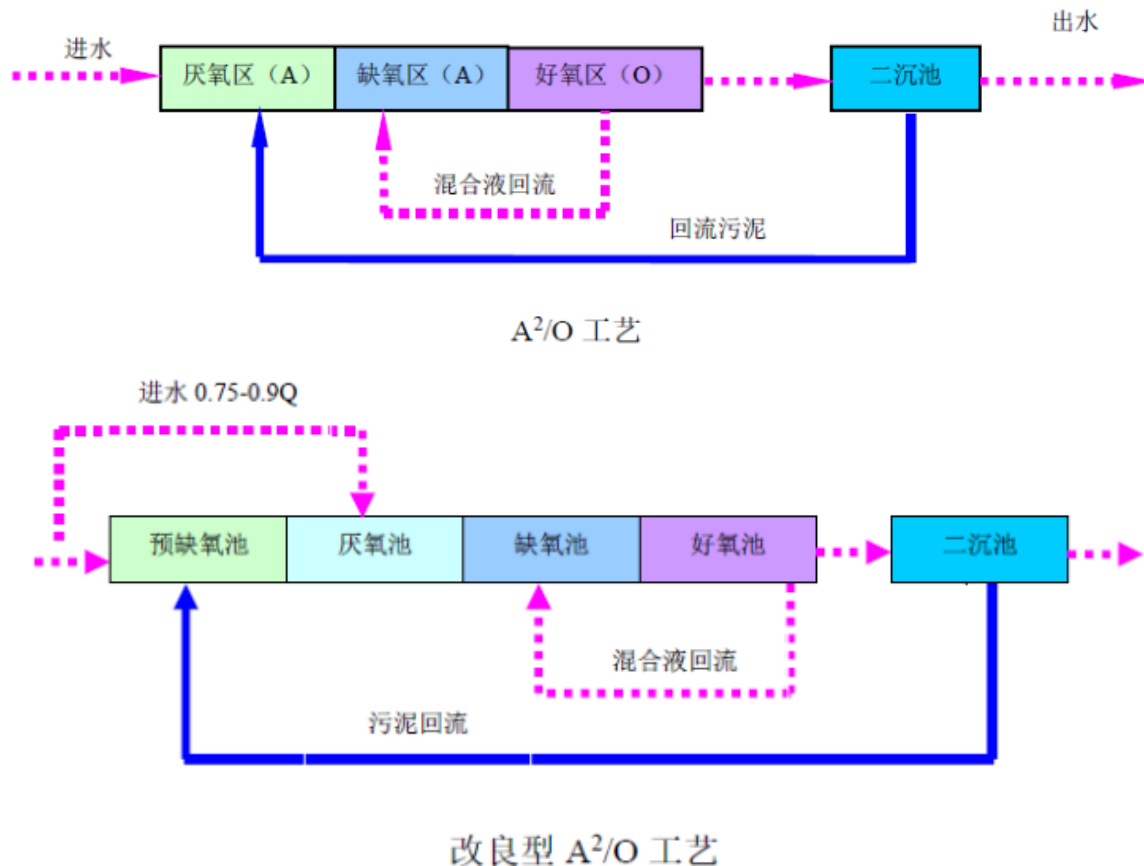 进水
出水
厌氧区（A）
缺氧区（A）
好氧区（O）
二沉池
混合液回流
回流污泥
A²/O 工艺
进水 0.75-0.9Q
预缺氧池
厌氧池
缺氧池
好氧池
二沉池
混合液回流
污泥回流
改良型 A²/O 工艺